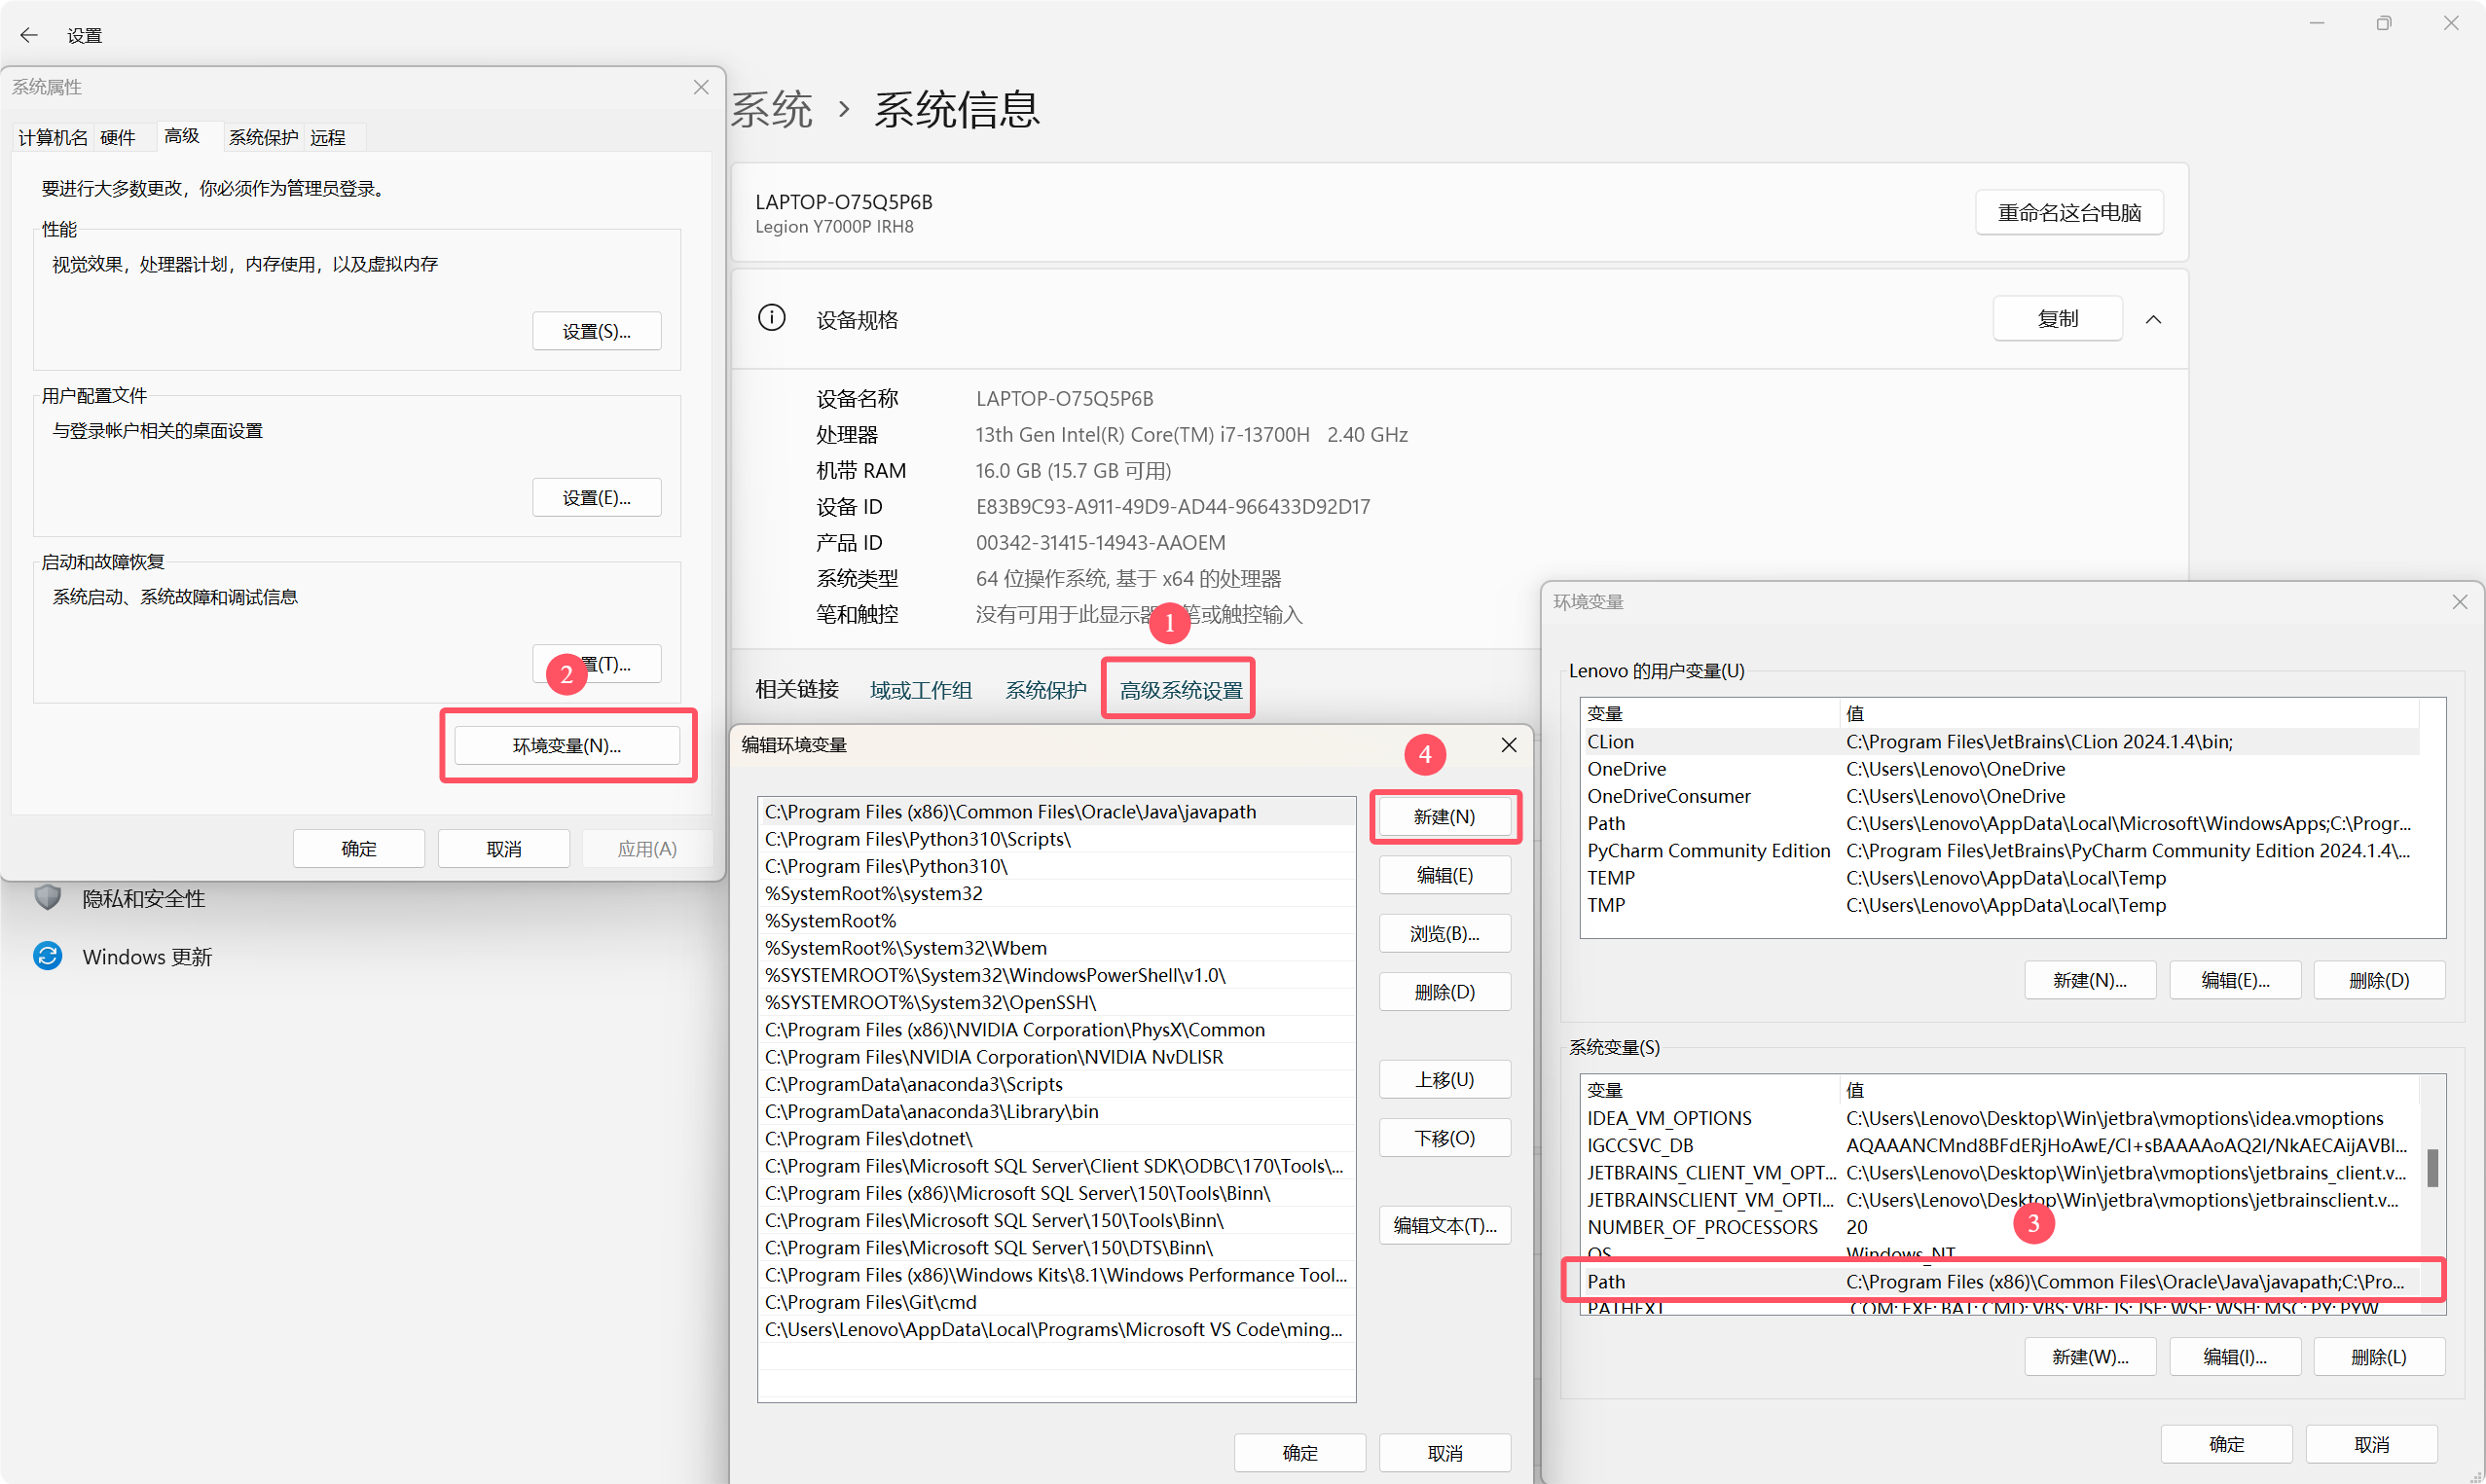 设置
系统属性
计算机名 硬件 高级 系统保护 远程
要进行大多数更改，你必须作为管理员登录。
性能
视觉效果，处理器计划，内存使用，以及虚拟内存
设置(S)...
用户配置文件
与登录帐户相关的桌面设置
设置(E)...
启动和故障恢复
系统启动、系统故障和调试信息
2
置(T)...
环境变量(N)...
确定 取消 应用(A)
隐私和安全性
Windows 更新
系统 › 系统信息
LAPTOP-O75Q5P6B
Legion Y7000P IRH8
重命名这台电脑
设备规格
复制
设备名称 LAPTOP-O75Q5P6B
处理器 13th Gen Intel(R) Core(TM) i7-13700H 2.40 GHz
机带 RAM 16.0 GB (15.7 GB 可用)
设备 ID E83B9C93-A911-49D9-AD44-966433D92D17
产品 ID 00342-31415-14943-AAOEM
系统类型 64 位操作系统, 基于 x64 的处理器
笔和触控 没有可用于此显示器 笔或触控输入
1
相关链接 域或工作组 系统保护 高级系统设置
编辑环境变量
4
C:\Program Files (x86)\Common Files\Oracle\Java\javapath
C:\Program Files\Python310\Scripts\
C:\Program Files\Python310\
%SystemRoot%\system32
%SystemRoot%
%SystemRoot%\System32\Wbem
%SYSTEMROOT%\System32\WindowsPowerShell\v1.0\
%SYSTEMROOT%\System32\OpenSSH\
C:\Program Files (x86)\NVIDIA Corporation\PhysX\Common
C:\Program Files\NVIDIA Corporation\NVIDIA NvDLISR
C:\ProgramData\anaconda3\Scripts
C:\ProgramData\anaconda3\Library\bin
C:\Program Files\dotnet\
C:\Program Files\Microsoft SQL Server\Client SDK\ODBC\170\Tools\...
C:\Program Files (x86)\Microsoft SQL Server\150\Tools\Binn\
C:\Program Files\Microsoft SQL Server\150\Tools\Binn\
C:\Program Files\Microsoft SQL Server\150\DTS\Binn\
C:\Program Files (x86)\Windows Kits\8.1\Windows Performance Tool...
C:\Program Files\Git\cmd
C:\Users\Lenovo\AppData\Local\Programs\Microsoft VS Code\ming...
新建(N)
编辑(E)
浏览(B)...
删除(D)
上移(U)
下移(O)
编辑文本(T)...
确定 取消
环境变量
Lenovo 的用户变量(U)
变量 值
CLion C:\Program Files\JetBrains\CLion 2024.1.4\bin;
OneDrive C:\Users\Lenovo\OneDrive
OneDriveConsumer C:\Users\Lenovo\OneDrive
Path C:\Users\Lenovo\AppData\Local\Microsoft\WindowsApps;C:\Progr...
PyCharm Community Edition C:\Program Files\JetBrains\PyCharm Community Edition 2024.1.4\...
TEMP C:\Users\Lenovo\AppData\Local\Temp
TMP C:\Users\Lenovo\AppData\Local\Temp
新建(N)... 编辑(E)... 删除(D)
系统变量(S)
变量 值
IDEA_VM_OPTIONS C:\Users\Lenovo\Desktop\Win\jetbra\vmoptions\idea.vmoptions
IGCCSVC_DB AQAAANCMnd8BFdERjHoAwE/Cl+sBAAAAoAQ2I/NkAECAijAVBl...
JETBRAINS_CLIENT_VM_OPT... C:\Users\Lenovo\Desktop\Win\jetbra\vmoptions\jetbrains_client.v...
JETBRAINSCLIENT_VM_OPTI... C:\Users\Lenovo\Desktop\Win\jetbra\vmoptions\jetbrainsclient.v...
NUMBER_OF_PROCESSORS 20
3
OS Windows_NT
Path C:\Program Files (x86)\Common Files\Oracle\Java\javapath;C:\Pro...
PATHEXT .COM;.EXE;.BAT;.CMD;.VBS;.VBE;.JS;.JSE;.WSF;.WSH;.MSC;.PY;.PYW
新建(W)... 编辑(I)... 删除(L)
确定 取消